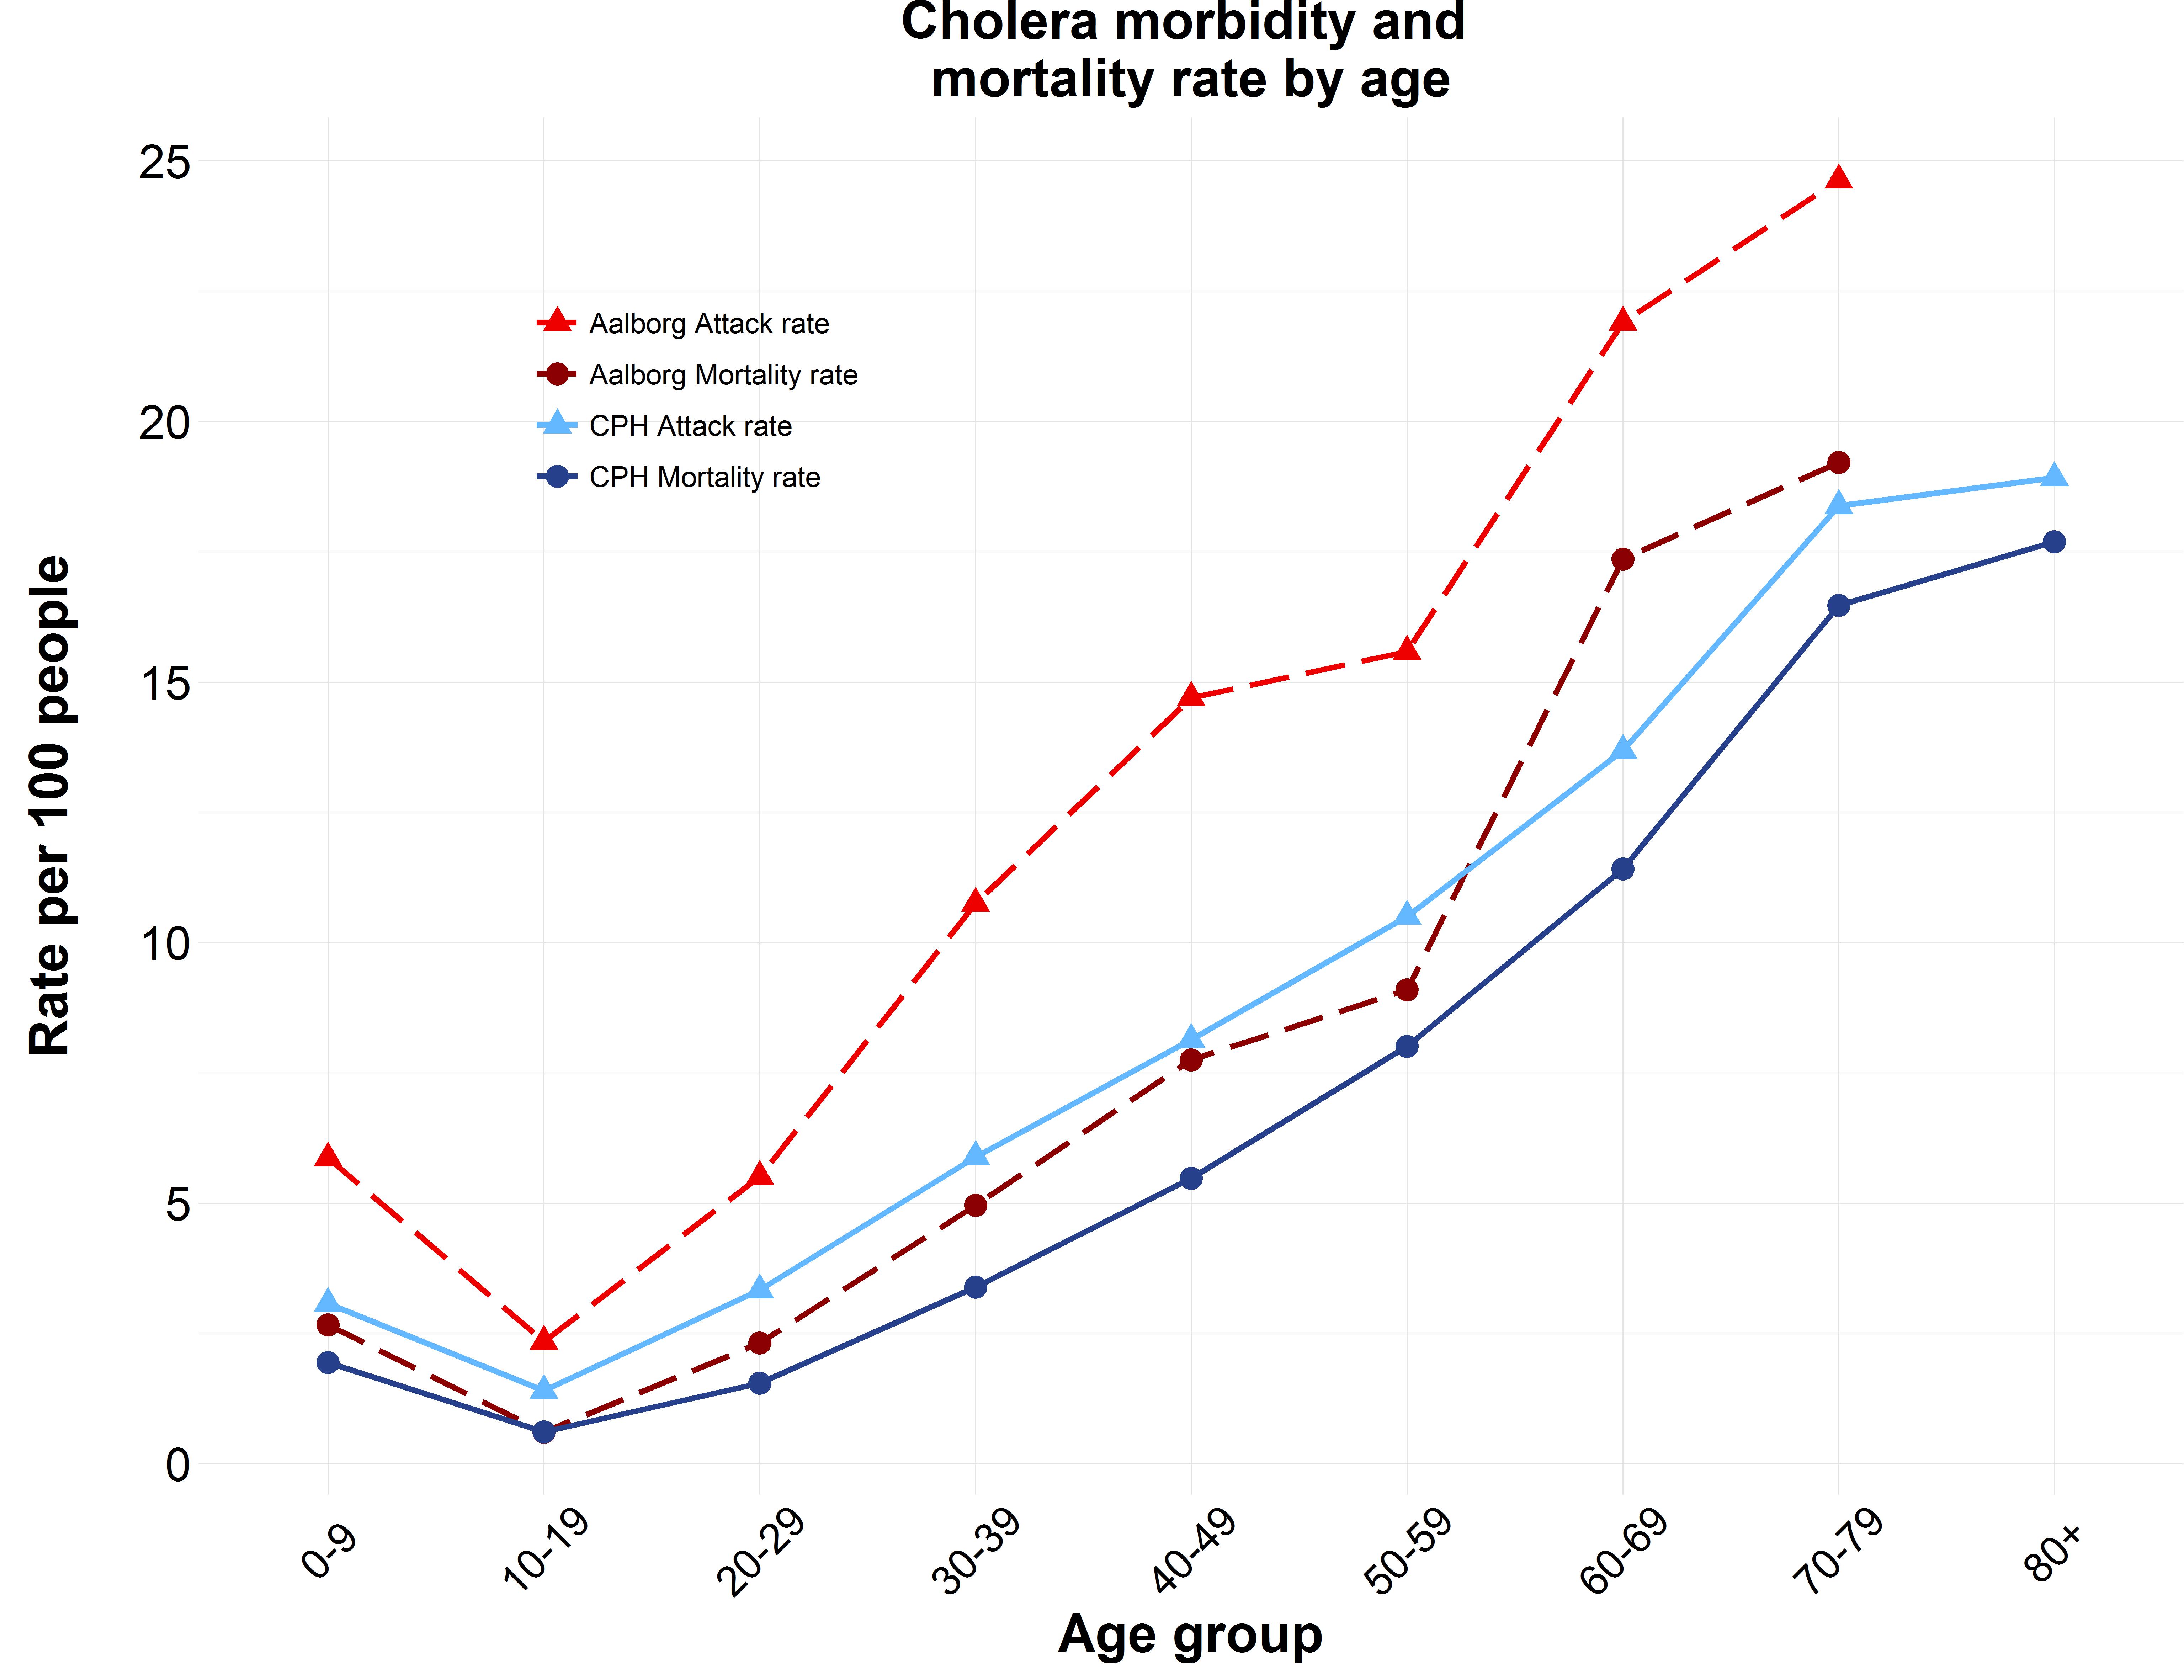 Cholera morbidity and
mortality rate by age
25
20
15
10
5
0
Rate per 100 people
Aalborg Attack rate
Aalborg Mortality rate
CPH Attack rate
CPH Mortality rate
0-9
10-19
20-29
30-39
40-49
50-59
60-69
70-79
80+
Age group